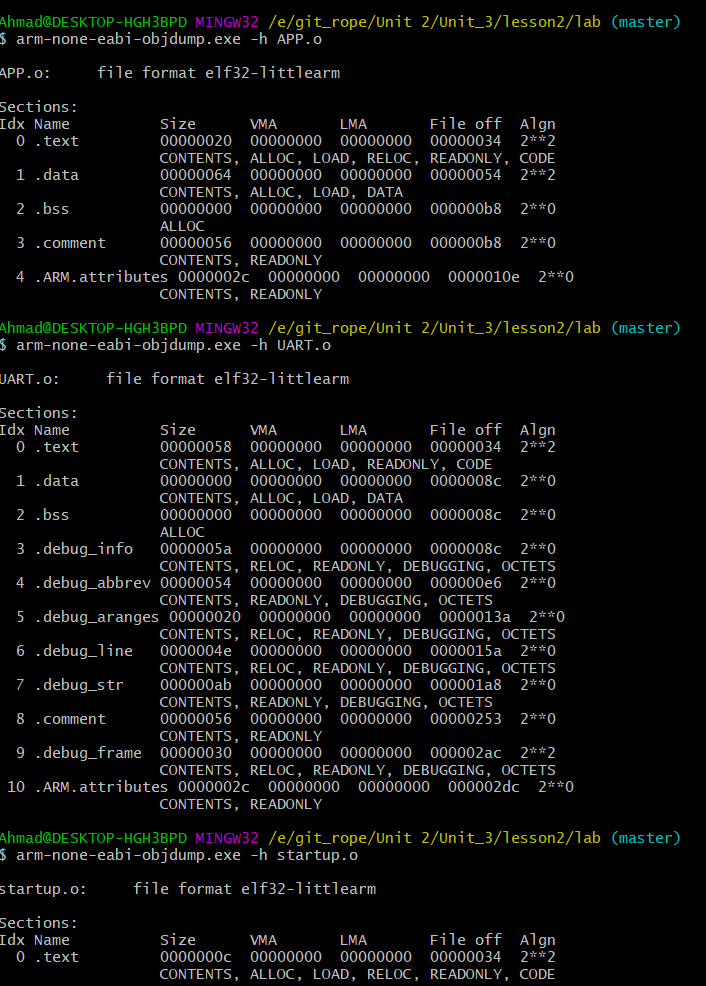 Ahmad@DESKTOP-HGH3BPD MINGW32 /e/git_rope/Unit 2/Unit_3/lesson2/lab (master)
$ arm-none-eabi-objdump.exe -h APP.o
APP.o:     file format elf32-littlearm
Sections:
Idx Name          Size      VMA       LMA       File off  Algn
  0 .text         00000020  00000000  00000000  00000034  2**2
                  CONTENTS, ALLOC, LOAD, RELOC, READONLY, CODE
  1 .data         00000064  00000000  00000000  00000054  2**2
                  CONTENTS, ALLOC, LOAD, DATA
  2 .bss          00000000  00000000  00000000  000000b8  2**0
                  ALLOC
  3 .comment      00000056  00000000  00000000  000000b8  2**0
                  CONTENTS, READONLY
  4 .ARM.attributes 0000002c  00000000  00000000  0000010e  2**0
                  CONTENTS, READONLY
Ahmad@DESKTOP-HGH3BPD MINGW32 /e/git_rope/Unit 2/Unit_3/lesson2/lab (master)
$ arm-none-eabi-objdump.exe -h UART.o
UART.o:     file format elf32-littlearm
Sections:
Idx Name          Size      VMA       LMA       File off  Algn
  0 .text         00000058  00000000  00000000  00000034  2**2
                  CONTENTS, ALLOC, LOAD, READONLY, CODE
  1 .data         00000000  00000000  00000000  0000008c  2**0
                  CONTENTS, ALLOC, LOAD, DATA
  2 .bss          00000000  00000000  00000000  0000008c  2**0
                  ALLOC
  3 .debug_info   0000005a  00000000  00000000  0000008c  2**0
                  CONTENTS, RELOC, READONLY, DEBUGGING, OCTETS
  4 .debug_abbrev 00000054  00000000  00000000  000000e6  2**0
                  CONTENTS, READONLY, DEBUGGING, OCTETS
  5 .debug_aranges 00000020  00000000  00000000  0000013a  2**0
                  CONTENTS, RELOC, READONLY, DEBUGGING, OCTETS
  6 .debug_line   0000004e  00000000  00000000  0000015a  2**0
                  CONTENTS, RELOC, READONLY, DEBUGGING, OCTETS
  7 .debug_str    000000ab  00000000  00000000  000001a8  2**0
                  CONTENTS, READONLY, DEBUGGING, OCTETS
  8 .comment      00000056  00000000  00000000  00000253  2**0
                  CONTENTS, READONLY
  9 .debug_frame  00000030  00000000  00000000  000002ac  2**2
                  CONTENTS, RELOC, READONLY, DEBUGGING, OCTETS
 10 .ARM.attributes 0000002c  00000000  00000000  000002dc  2**0
                  CONTENTS, READONLY
Ahmad@DESKTOP-HGH3BPD MINGW32 /e/git_rope/Unit 2/Unit_3/lesson2/lab (master)
$ arm-none-eabi-objdump.exe -h startup.o
startup.o:     file format elf32-littlearm
Sections:
Idx Name          Size      VMA       LMA       File off  Algn
  0 .text         0000000c  00000000  00000000  00000034  2**2
                  CONTENTS, ALLOC, LOAD, RELOC, READONLY, CODE